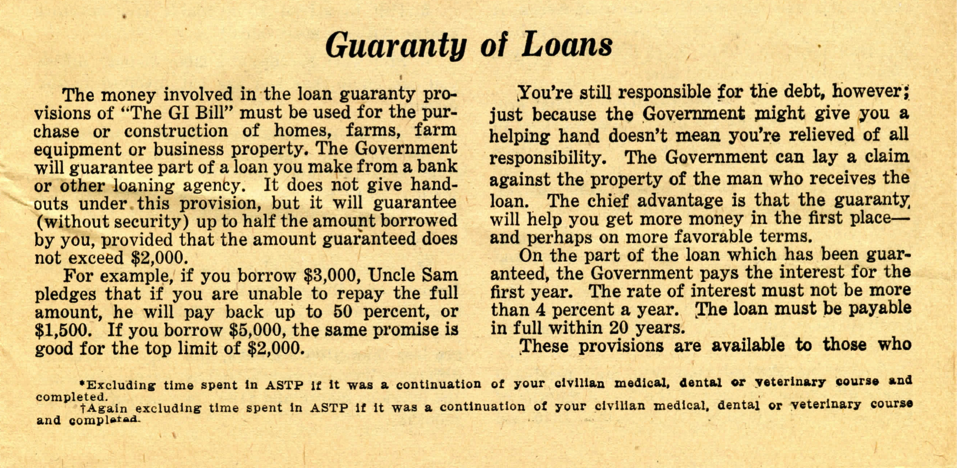 Guaranty of Loans
The money involved in the loan guaranty pro-
visions of "The GI Bill" must be used for the pur-
chase or construction of homes, farms, farm
equipment or business property. The Government
will guarantee part of a loan you make from a bank
or other loaning agency. It does not give hand-
outs under this provision, but it will guarantee
(without security) up to half the amount borrowed
by you, provided that the amount guaranteed does
not exceed $2,000.
For example, if you borrow $3,000, Uncle Sam
pledges that if you are unable to repay the full
amount, he will pay back up to 50 percent, or
$1,500. If you borrow $5,000, the same promise is
good for the top limit of $2,000.
You're still responsible for the debt, however;
just because the Government might give you a
helping hand doesn't mean you're relieved of all
responsibility. The Government can lay a claim
against the property of the man who receives the
loan. The chief advantage is that the guaranty
will help you get more money in the first place—
and perhaps on more favorable terms.
On the part of the loan which has been guar-
anteed, the Government pays the interest for the
first year. The rate of interest must not be more
than 4 percent a year. The loan must be payable
in full within 20 years.
These provisions are available to those who
*Excluding time spent in ASTP if it was a continuation of your civilian medical, dental or veterinary course and
completed.
†Again excluding time spent in ASTP if it was a continuation of your civilian medical, dental or veterinary course
and completed.